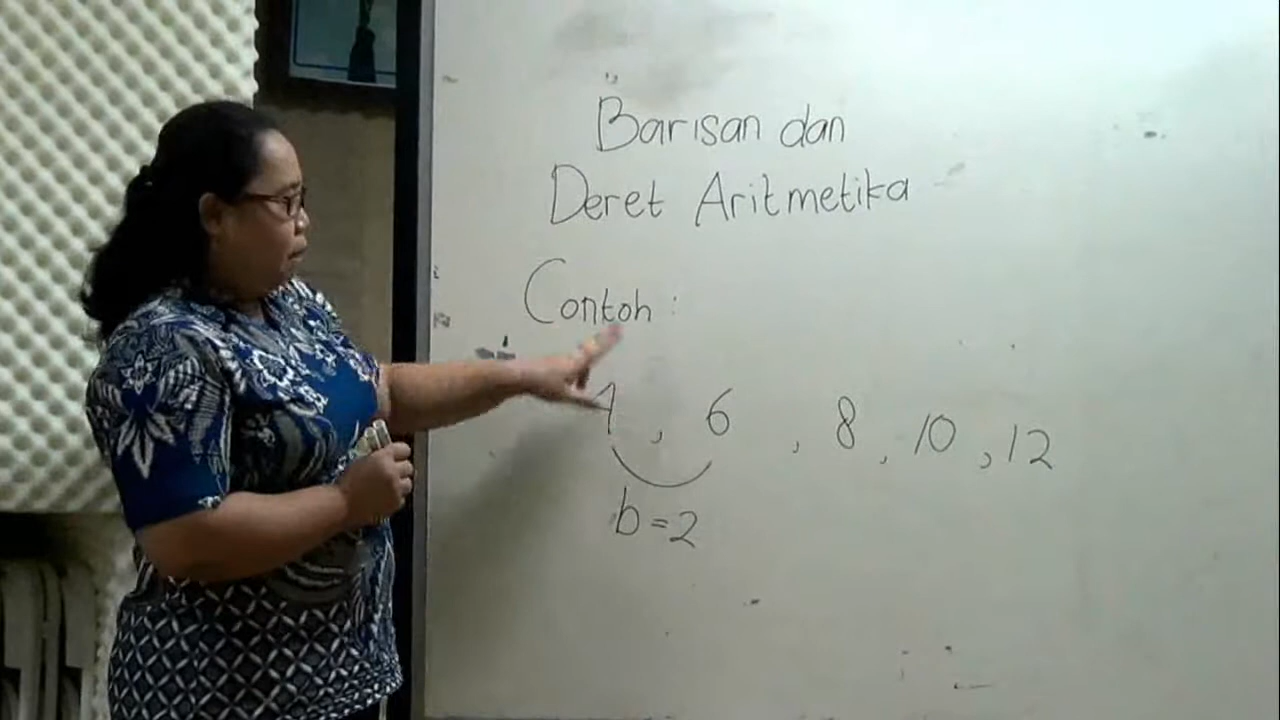 Barisan dan
Deret Aritmetika
Contoh :
4 , 6 , 8 , 10 , 12
b = 2